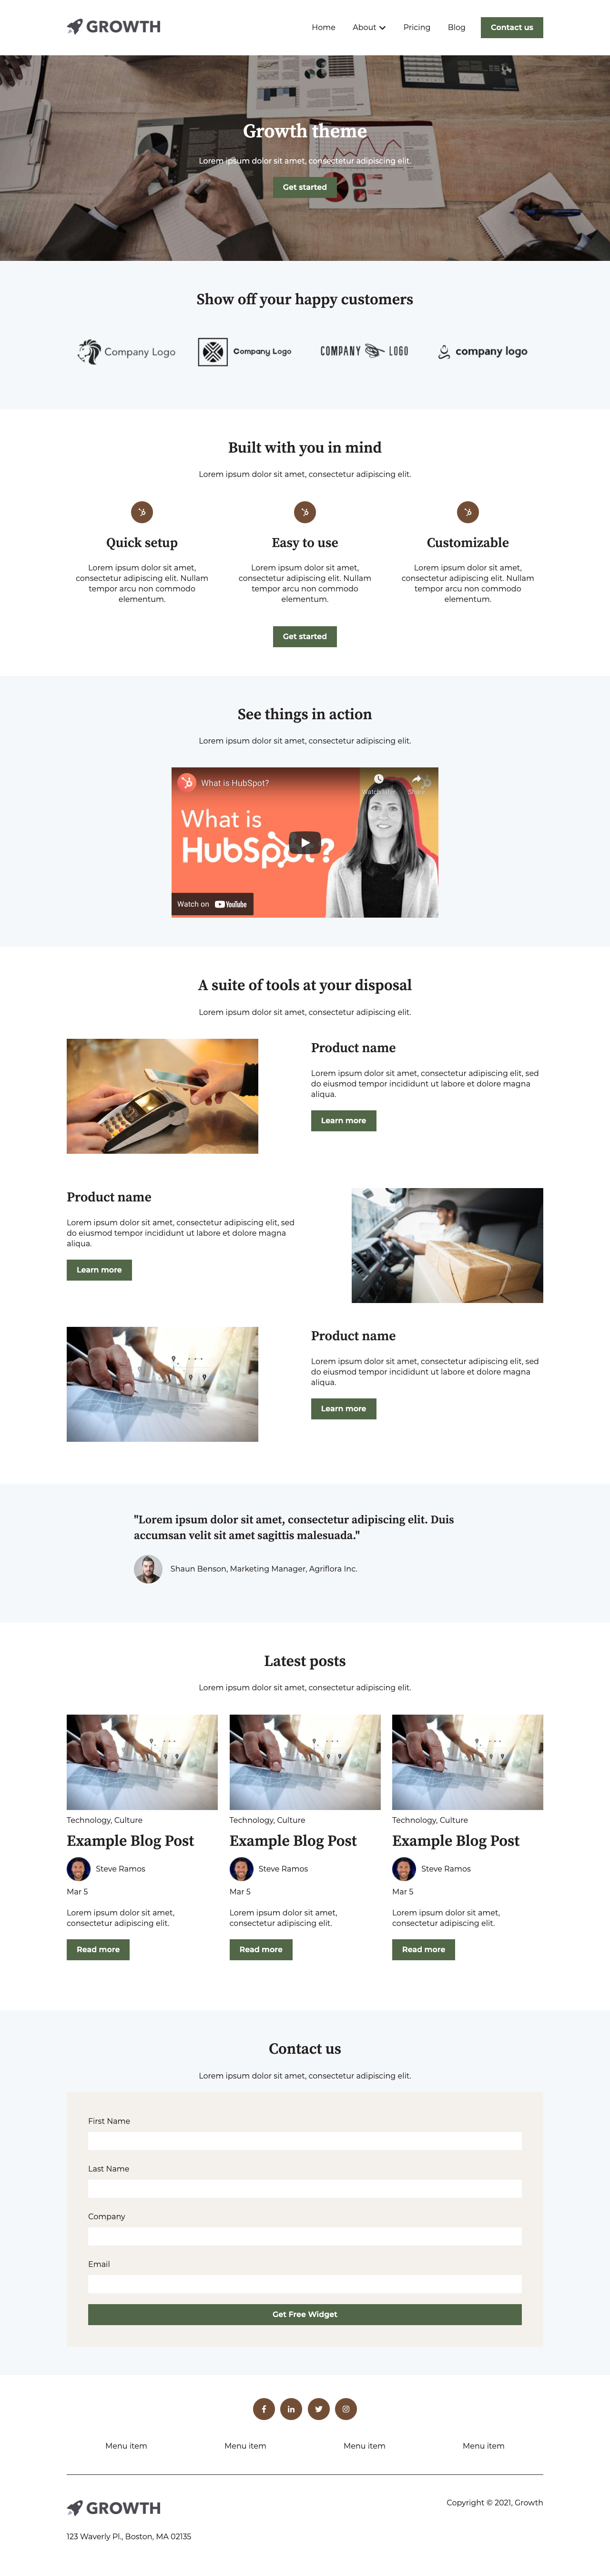 GROWTH
Home
About
Pricing
Blog
Contact us
Growth theme
Lorem ipsum dolor sit amet, consectetur adipiscing elit.
Get started
Show off your happy customers
Company Logo
Company Logo
COMPANY LOGO
company logo
Built with you in mind
Lorem ipsum dolor sit amet, consectetur adipiscing elit.
Quick setup
Lorem ipsum dolor sit amet,
consectetur adipiscing elit. Nullam
tempor arcu non commodo
elementum.
Easy to use
Lorem ipsum dolor sit amet,
consectetur adipiscing elit. Nullam
tempor arcu non commodo
elementum.
Customizable
Lorem ipsum dolor sit amet,
consectetur adipiscing elit. Nullam
tempor arcu non commodo
elementum.
Get started
See things in action
Lorem ipsum dolor sit amet, consectetur adipiscing elit.
What is HubSpot?
Watch later
Share
What is
HubSpot?
Watch on YouTube
A suite of tools at your disposal
Lorem ipsum dolor sit amet, consectetur adipiscing elit.
Product name
Lorem ipsum dolor sit amet, consectetur adipiscing elit, sed
do eiusmod tempor incididunt ut labore et dolore magna
aliqua.
Learn more
Product name
Lorem ipsum dolor sit amet, consectetur adipiscing elit, sed
do eiusmod tempor incididunt ut labore et dolore magna
aliqua.
Learn more
Product name
Lorem ipsum dolor sit amet, consectetur adipiscing elit, sed
do eiusmod tempor incididunt ut labore et dolore magna
aliqua.
Learn more
"Lorem ipsum dolor sit amet, consectetur adipiscing elit. Duis
accumsan velit sit amet sagittis malesuada."
Shaun Benson, Marketing Manager, Agriflora Inc.
Latest posts
Lorem ipsum dolor sit amet, consectetur adipiscing elit.
Technology, Culture
Example Blog Post
Steve Ramos
Mar 5
Lorem ipsum dolor sit amet,
consectetur adipiscing elit.
Read more
Technology, Culture
Example Blog Post
Steve Ramos
Mar 5
Lorem ipsum dolor sit amet,
consectetur adipiscing elit.
Read more
Technology, Culture
Example Blog Post
Steve Ramos
Mar 5
Lorem ipsum dolor sit amet,
consectetur adipiscing elit.
Read more
Contact us
Lorem ipsum dolor sit amet, consectetur adipiscing elit.
First Name
Last Name
Company
Email
Get Free Widget
Menu item
Menu item
Menu item
Menu item
GROWTH
Copyright © 2021, Growth
123 Waverly Pl., Boston, MA 02135